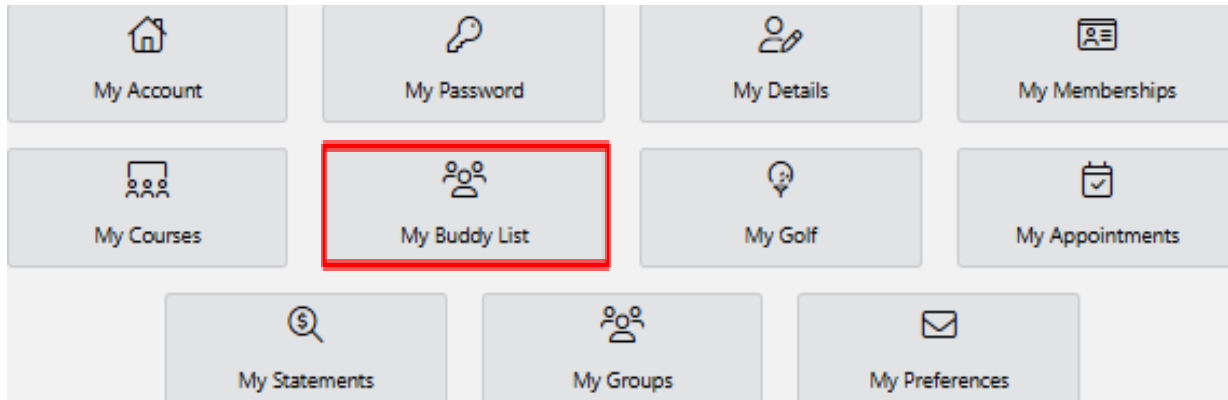 My Account
My Password
My Details
My Memberships
My Courses
My Buddy List
My Golf
My Appointments
My Statements
My Groups
My Preferences